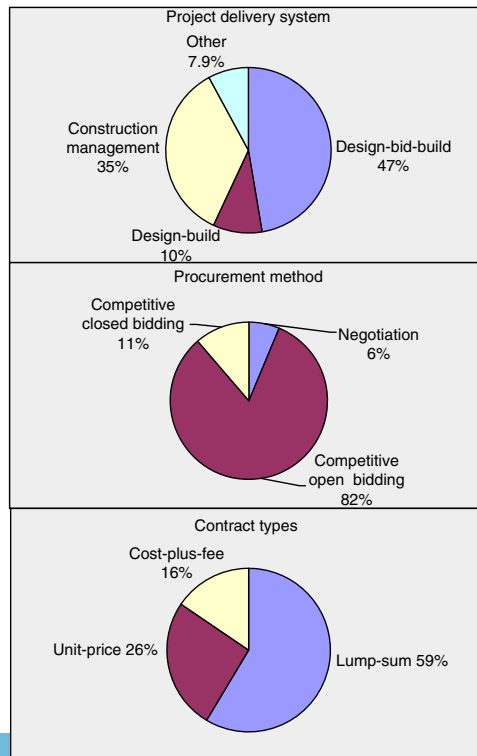 Project delivery system
Other
7.9%
Construction
management
35%
Design-bid-build
47%
Design-build
10%
Procurement method
Competitive
closed bidding
11%
Negotiation
6%
Competitive
open bidding
82%
Contract types
Cost-plus-fee
16%
Unit-price 26%
Lump-sum 59%